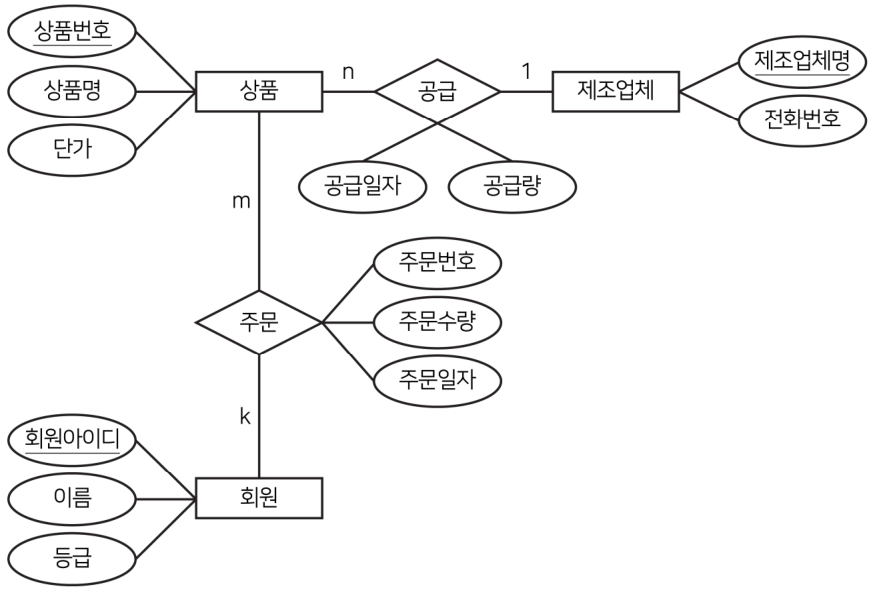 상품번호
상품명
단가
상품
n
공급
1
제조업체
제조업체명
전화번호
공급일자
공급량
m
주문
주문번호
주문수량
주문일자
k
회원아이디
이름
등급
회원